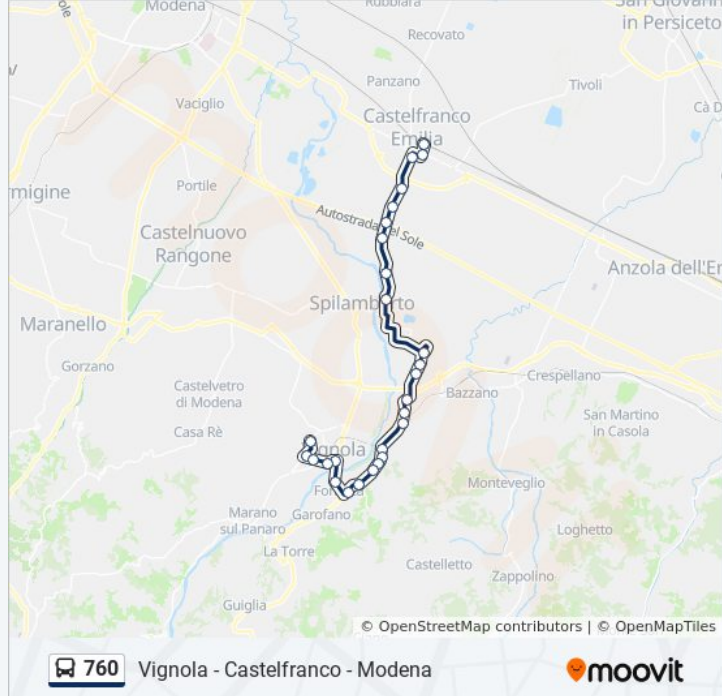 Modena
Rubbiara
San Giovanni
in Persiceto
Recovato
Panzano
Tivoli
Vaciglio
Castelfranco
Emilia
Portile
Autostrada del Sole
Castelnuovo
Rangone
Anzola dell'Em
Spilamberto
Maranello
Gorzano
Crespellano
Bazzano
Castelvetro
di Modena
Casa Rè
San Martino
in Casola
Vignola
Monteveglio
Marano
sul Panaro
Garofano
Loghetto
La Torre
Castelletto
Zappolino
Guiglia
© OpenStreetMap contributors | © OpenMapTiles
760 Vignola - Castelfranco - Modena
moovit